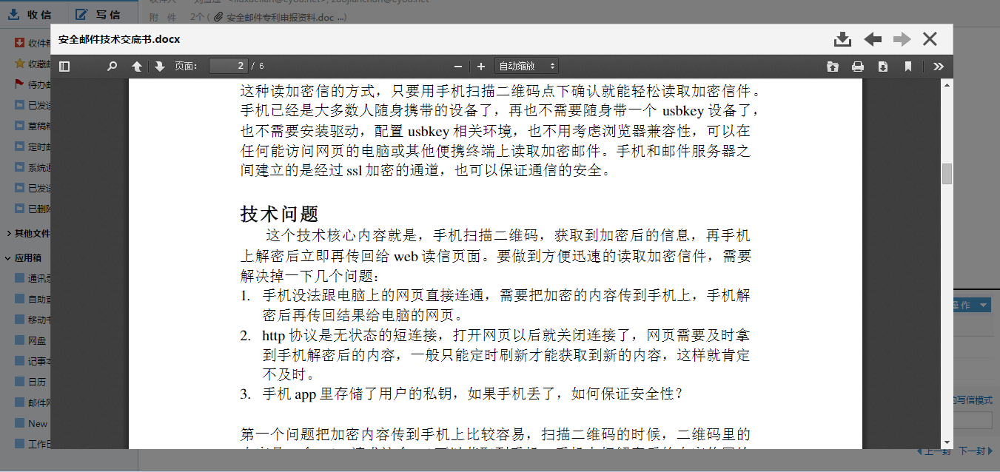 收 信
写 信
附 件 2个 ( 安全邮件专利申报资料.doc ...)
安全邮件技术交底书.docx
页面： 2 / 6
自动缩放
收件箱
收藏邮
待办邮
已发送
草稿箱
定时邮
系统通
已发送
已删除
其他文件
应用箱
通讯录
自助查
移动书
网盘
记事本
日历
邮件网
New
工作日
这种读加密信的方式，只要用手机扫描二维码点下确认就能轻松读取加密信件。
手机已经是大多数人随身携带的设备了，再也不需要随身带一个 usbkey 设备了，
也不需要安装驱动，配置 usbkey 相关环境，也不用考虑浏览器兼容性，可以在
任何能访问网页的电脑或其他便携终端上读取加密邮件。手机和邮件服务器之
间建立的是经过 ssl 加密的通道，也可以保证通信的安全。
技术问题
这个技术核心内容就是，手机扫描二维码，获取到加密后的信息，再手机
上解密后立即再传回给 web 读信页面。要做到方便迅速的读取加密信件，需要
解决掉一下几个问题：
1. 手机没法跟电脑上的网页直接连通，需要把加密的内容传到手机上，手机解
密后再传回结果给电脑的网页。
2. http 协议是无状态的短连接，打开网页以后就关闭连接了，网页需要及时拿
到手机解密后的内容，一般只能定时刷新才能获取到新的内容，这样就肯定
不及时。
3. 手机 app 里存储了用户的私钥，如果手机丢了，如何保证安全性？
第一个问题把加密内容传到手机上比较容易，扫描二维码的时候，二维码里的
操作
写信模式
上一封 下一封